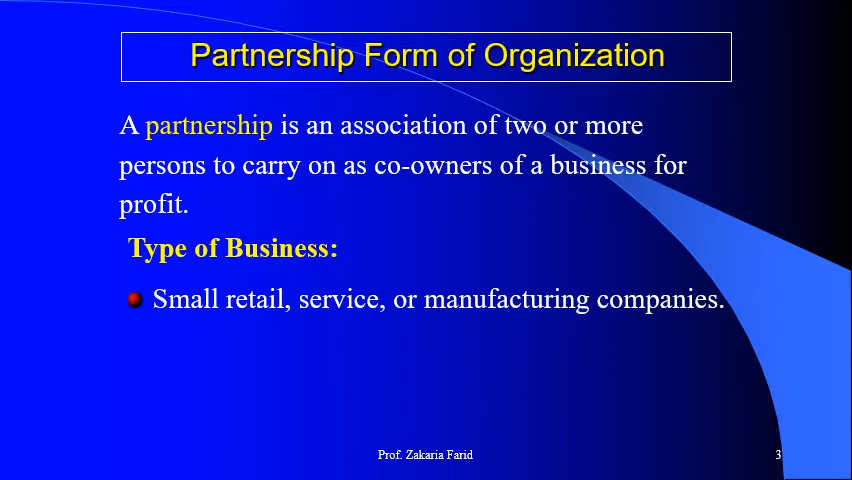 Partnership Form of Organization
A partnership is an association of two or more
persons to carry on as co-owners of a business for
profit.
Type of Business:
Small retail, service, or manufacturing companies.
Prof. Zakaria Farid
3